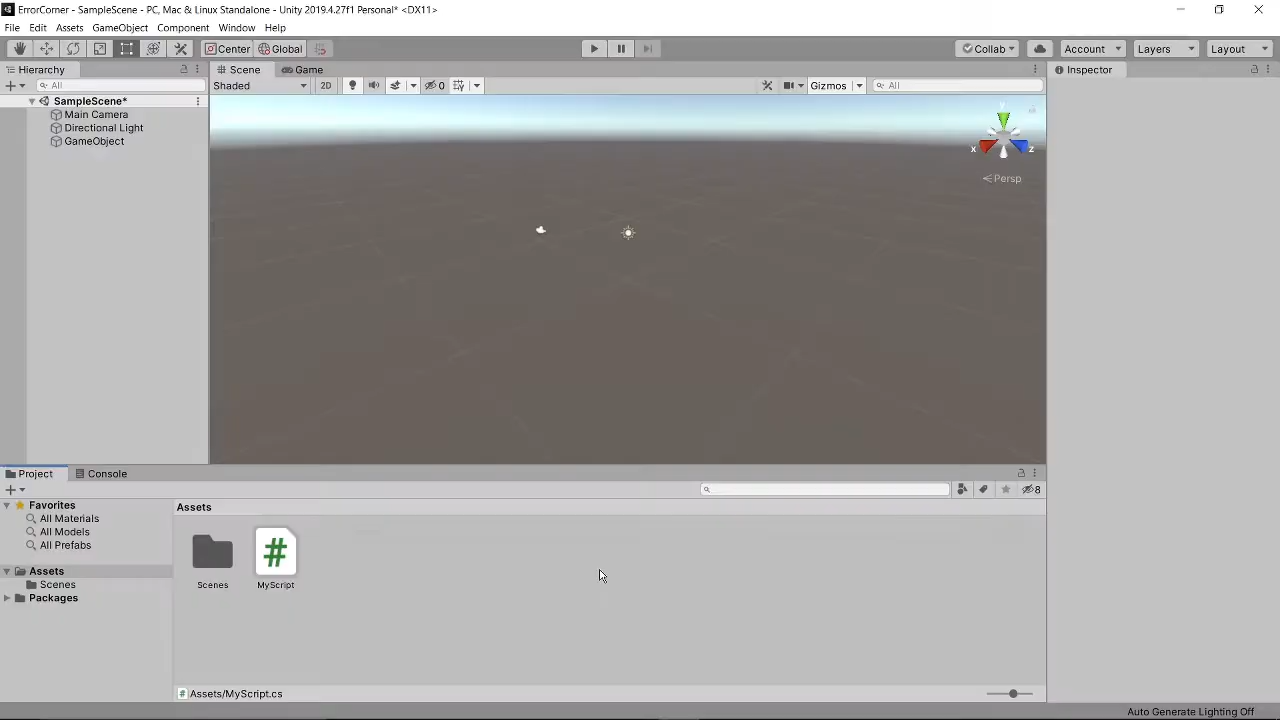 ErrorCorner - SampleScene - PC, Mac & Linux Standalone - Unity 2019.4.27f1 Personal* <DX11>
File Edit Assets GameObject Component Window Help
Center Global Collab Account Layers Layout
Hierarchy
All
SampleScene*
Main Camera
Directional Light
GameObject
Scene Game
Shaded 2D 0 Gizmos All
y
x z
Persp
Inspector
Project Console
8
Favorites
All Materials
All Models
All Prefabs
Assets
Scenes
Packages
Assets
#
Scenes MyScript
# Assets/MyScript.cs
Auto Generate Lighting Off